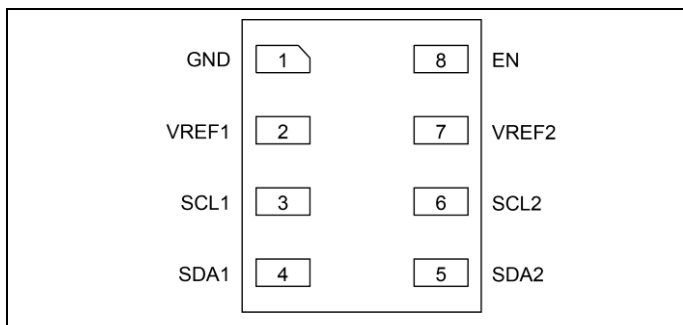 GND 1 8 EN
VREF1 2 7 VREF2
SCL1 3 6 SCL2
SDA1 4 5 SDA2